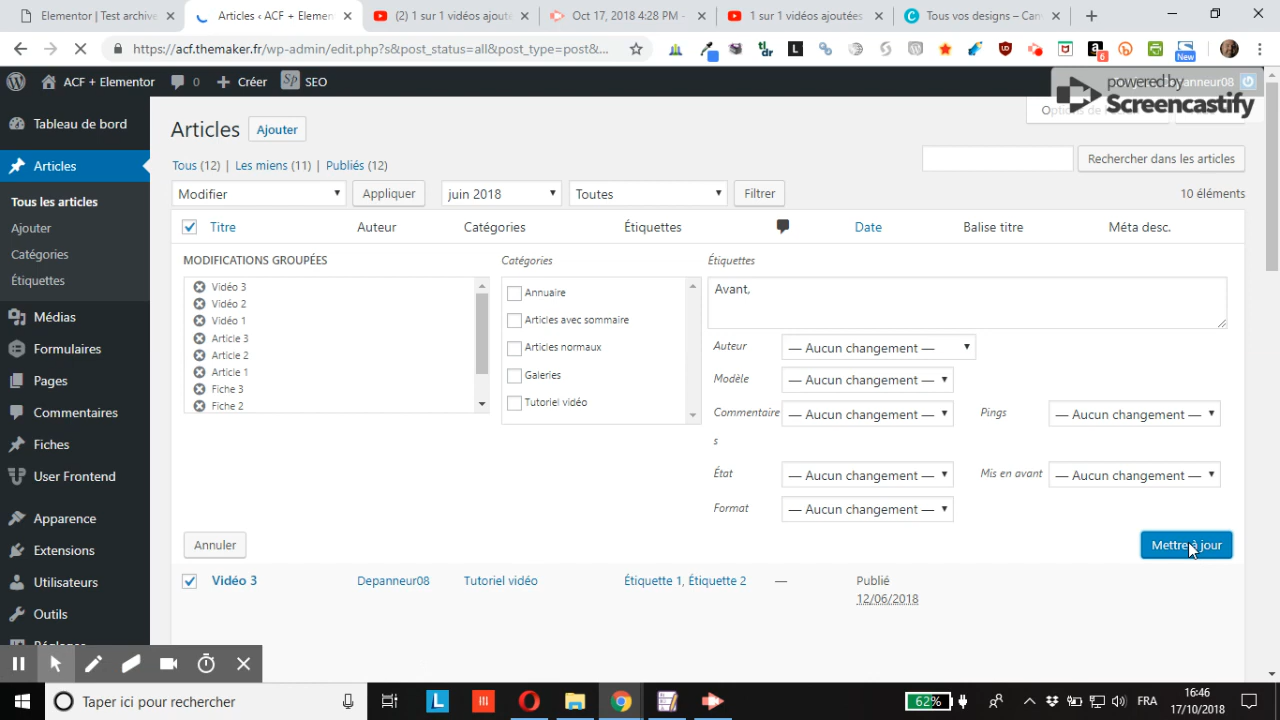 Elementor | Test archive
Articles ‹ ACF + Elemen
(2) 1 sur 1 vidéos ajout
Oct 17, 2018 4:28 PM -
1 sur 1 vidéos ajoutées
Tous vos designs – Can
https://acf.themaker.fr/wp-admin/edit.php?s&post_status=all&post_type=post&...
tl;dr
L
6
New
ACF + Elementor
0
Créer
Sp
SEO
anneur08
powered by
Screencastify
Tableau de bord
Articles
Tous les articles
Ajouter
Catégories
Étiquettes
Médias
Formulaires
Pages
Commentaires
Fiches
User Frontend
Apparence
Extensions
Utilisateurs
Outils
Articles
Ajouter
Tous (12) | Les miens (11) | Publiés (12)
Rechercher dans les articles
Modifier
Appliquer
juin 2018
Toutes
Filtrer
10 éléments
Titre
Auteur
Catégories
Étiquettes
Date
Balise titre
Méta desc.
MODIFICATIONS GROUPÉES
Vidéo 3
Vidéo 2
Vidéo 1
Article 3
Article 2
Article 1
Fiche 3
Fiche 2
Catégories
Annuaire
Articles avec sommaire
Articles normaux
Galeries
Tutoriel vidéo
Étiquettes
Avant,
Auteur
— Aucun changement —
Modèle
— Aucun changement —
Commentaire
s
— Aucun changement —
Pings
— Aucun changement —
État
— Aucun changement —
Mis en avant
— Aucun changement —
Format
— Aucun changement —
Annuler
Mettre à jour
Vidéo 3
Depanneur08
Tutoriel vidéo
Étiquette 1, Étiquette 2
—
Publié
12/06/2018
Taper ici pour rechercher
L
62%
FRA
16:46
17/10/2018